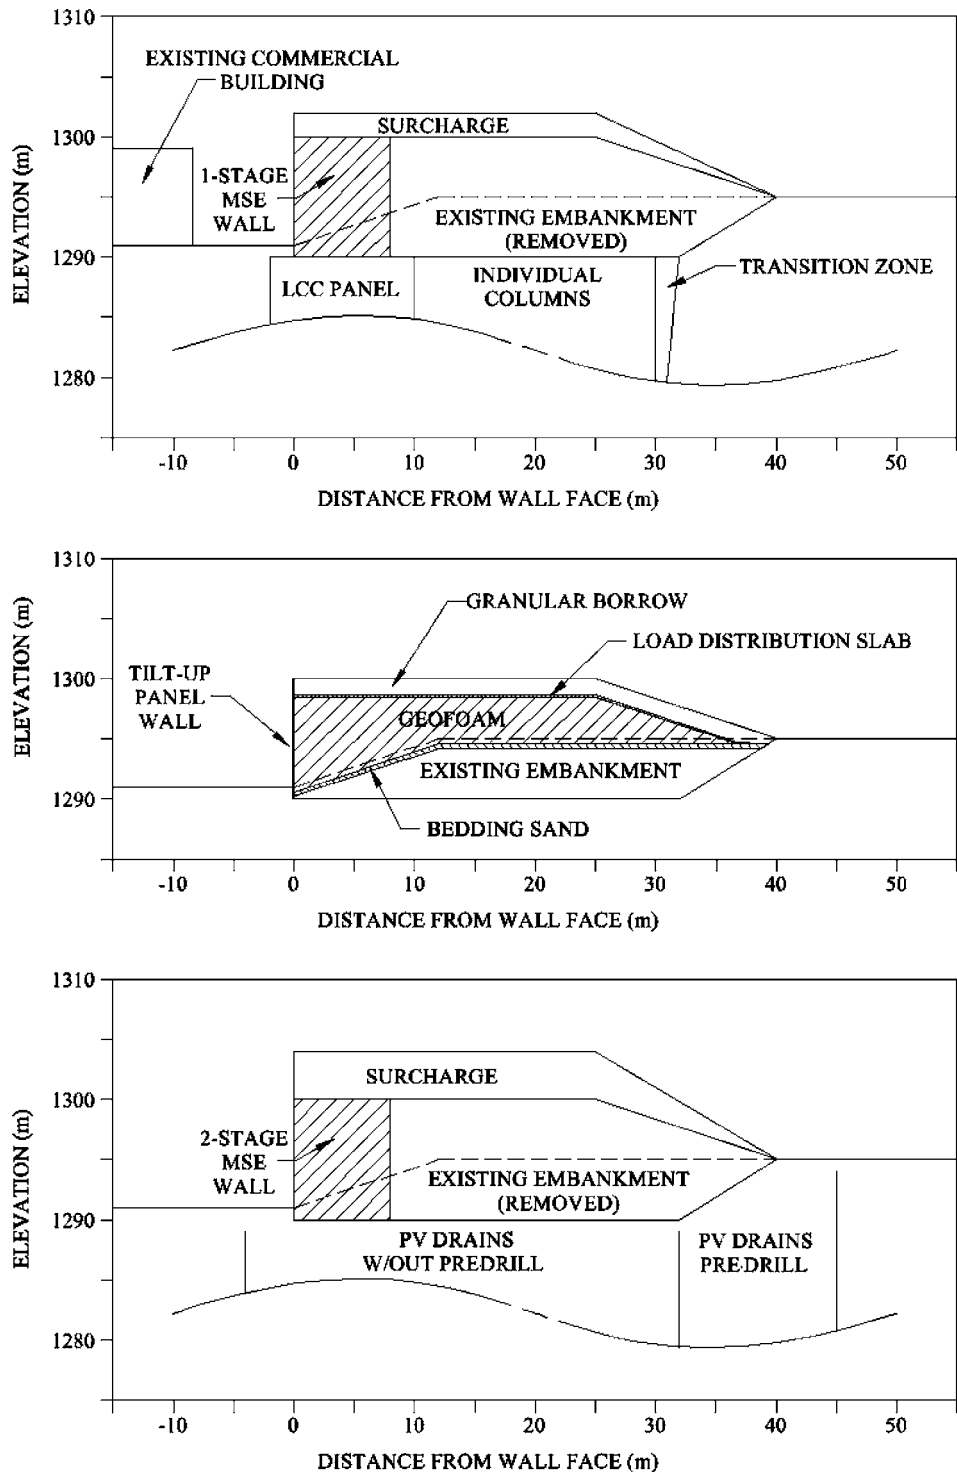 1310
EXISTING COMMERCIAL
BUILDING
SURCHARGE
1300
1-STAGE
MSE
WALL
EXISTING EMBANKMENT
(REMOVED)
1290
LCC PANEL
INDIVIDUAL
COLUMNS
TRANSITION ZONE
1280
ELEVATION (m)
-10 0 10 20 30 40 50
DISTANCE FROM WALL FACE (m)
1310
GRANULAR BORROW
LOAD DISTRIBUTION SLAB
1300
TILT-UP
PANEL
WALL
GEOFOAM
EXISTING EMBANKMENT
1290
BEDDING SAND
ELEVATION (m)
-10 0 10 20 30 40 50
DISTANCE FROM WALL FACE (m)
1310
SURCHARGE
1300
2-STAGE
MSE
WALL
EXISTING EMBANKMENT
(REMOVED)
1290
PV DRAINS
W/OUT PREDRILL
PV DRAINS
PRE-DRILL
1280
ELEVATION (m)
-10 0 10 20 30 40 50
DISTANCE FROM WALL FACE (m)